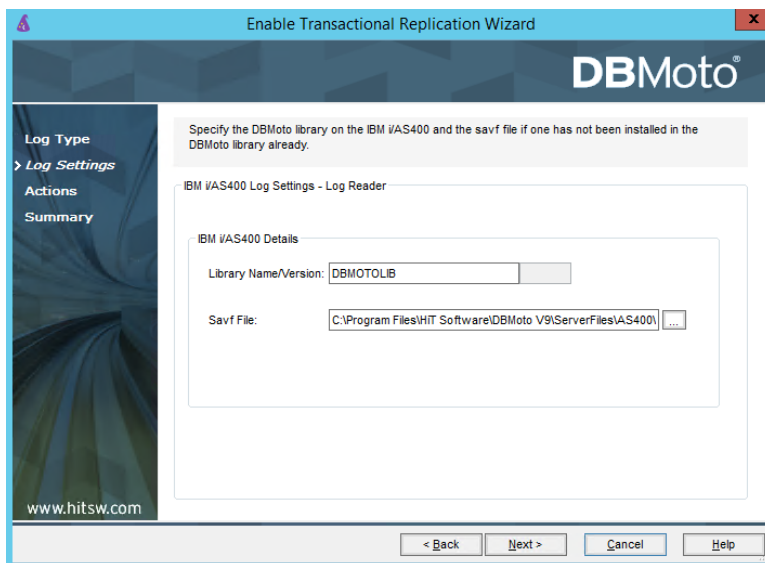 Enable Transactional Replication Wizard
x
DBMoto®
Log Type
> Log Settings
Actions
Summary
Specify the DBMoto library on the IBM i/AS400 and the savf file if one has not been installed in the
DBMoto library already.
IBM i/AS400 Log Settings - Log Reader
IBM i/AS400 Details
Library Name/Version: DBMOTOLIB
Savf File: C:\Program Files\HiT Software\DBMoto V9\ServerFiles\AS400\ ...
www.hitsw.com
< Back Next > Cancel Help